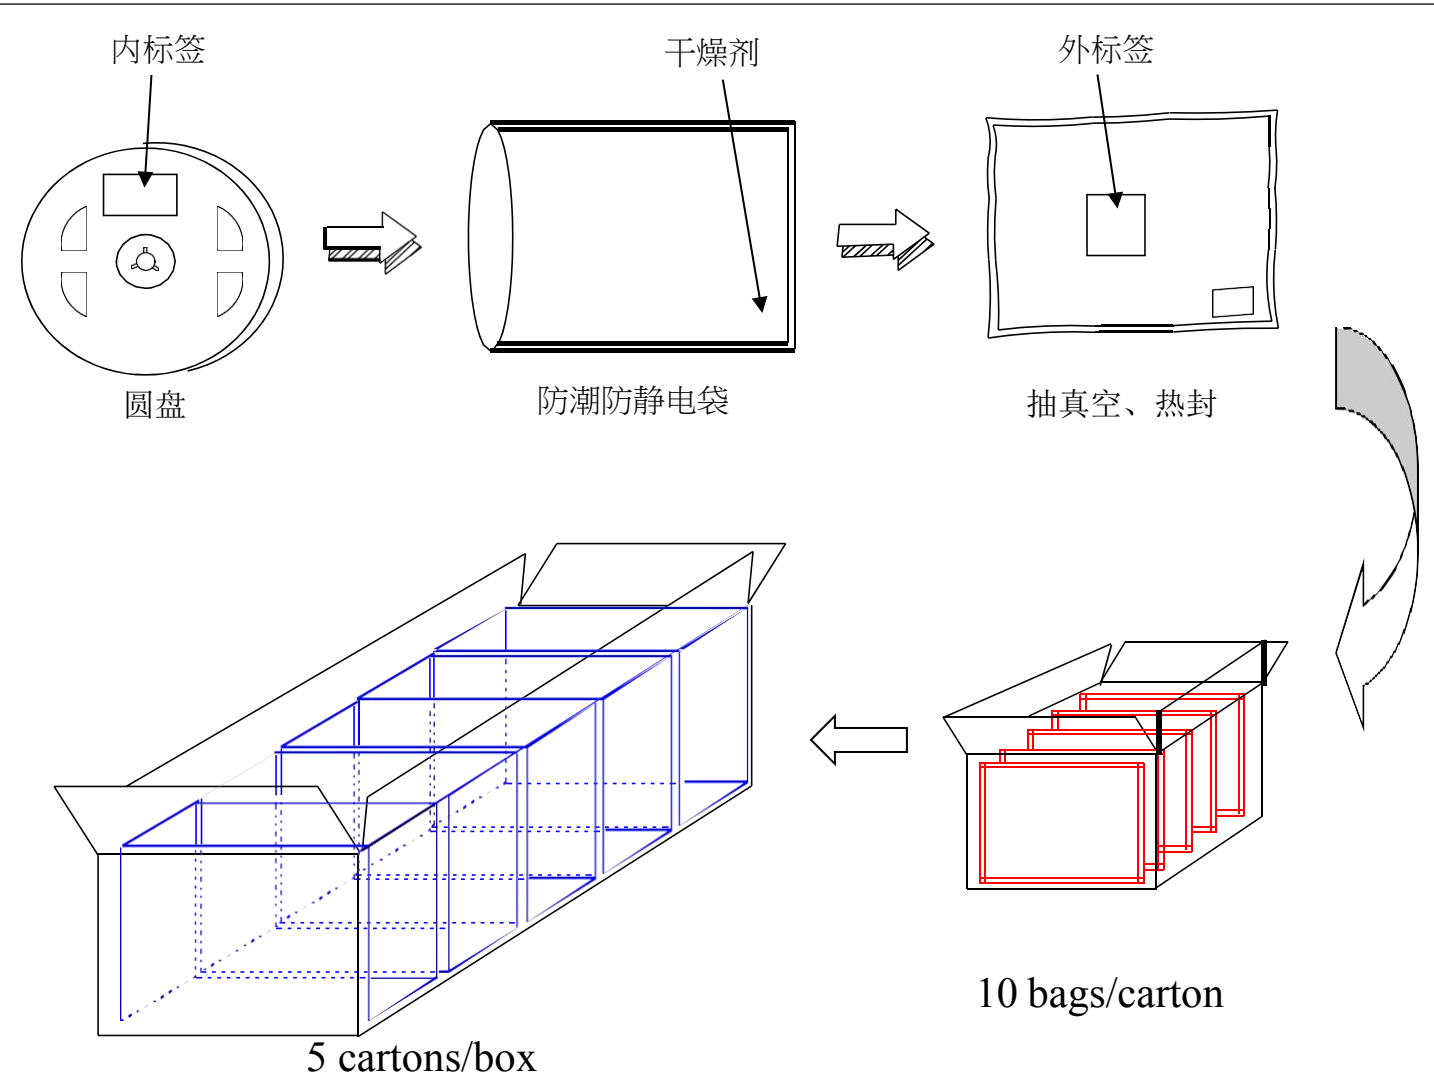 内标签
干燥剂
外标签
圆盘
防潮防静电袋
抽真空、热封
10 bags/carton
5 cartons/box